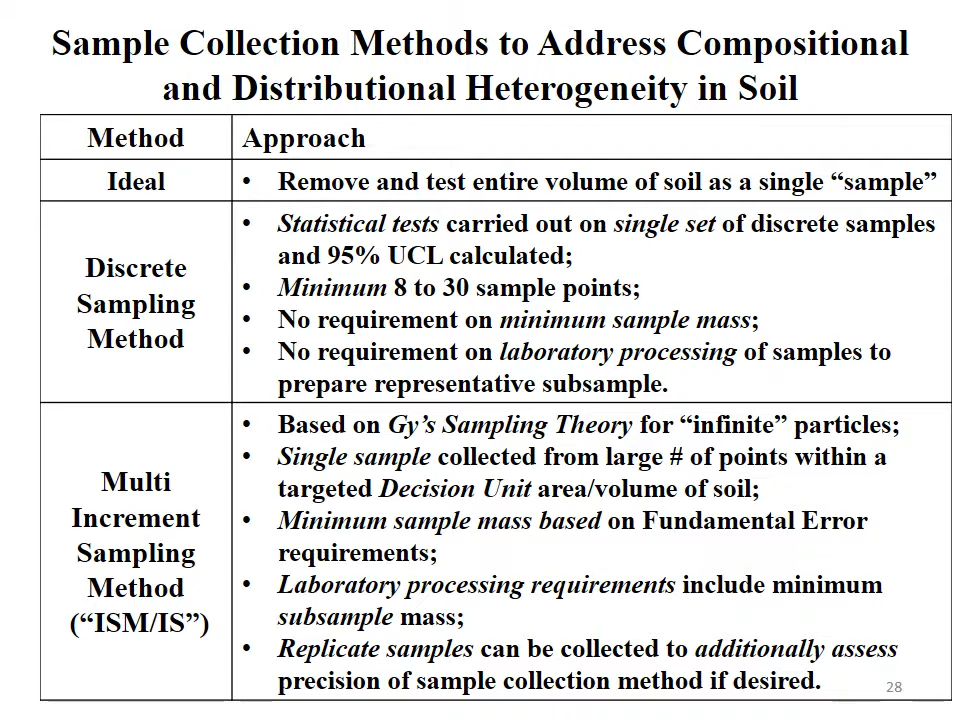 Sample Collection Methods to Address Compositional
and Distributional Heterogeneity in Soil
Method
Approach
Ideal
• Remove and test entire volume of soil as a single “sample”
Discrete
Sampling
Method
• Statistical tests carried out on single set of discrete samples
and 95% UCL calculated;
• Minimum 8 to 30 sample points;
• No requirement on minimum sample mass;
• No requirement on laboratory processing of samples to
prepare representative subsample.
Multi
Increment
Sampling
Method
(“ISM/IS”)
• Based on Gy’s Sampling Theory for “infinite” particles;
• Single sample collected from large # of points within a
targeted Decision Unit area/volume of soil;
• Minimum sample mass based on Fundamental Error
requirements;
• Laboratory processing requirements include minimum
subsample mass;
• Replicate samples can be collected to additionally assess
precision of sample collection method if desired.
28